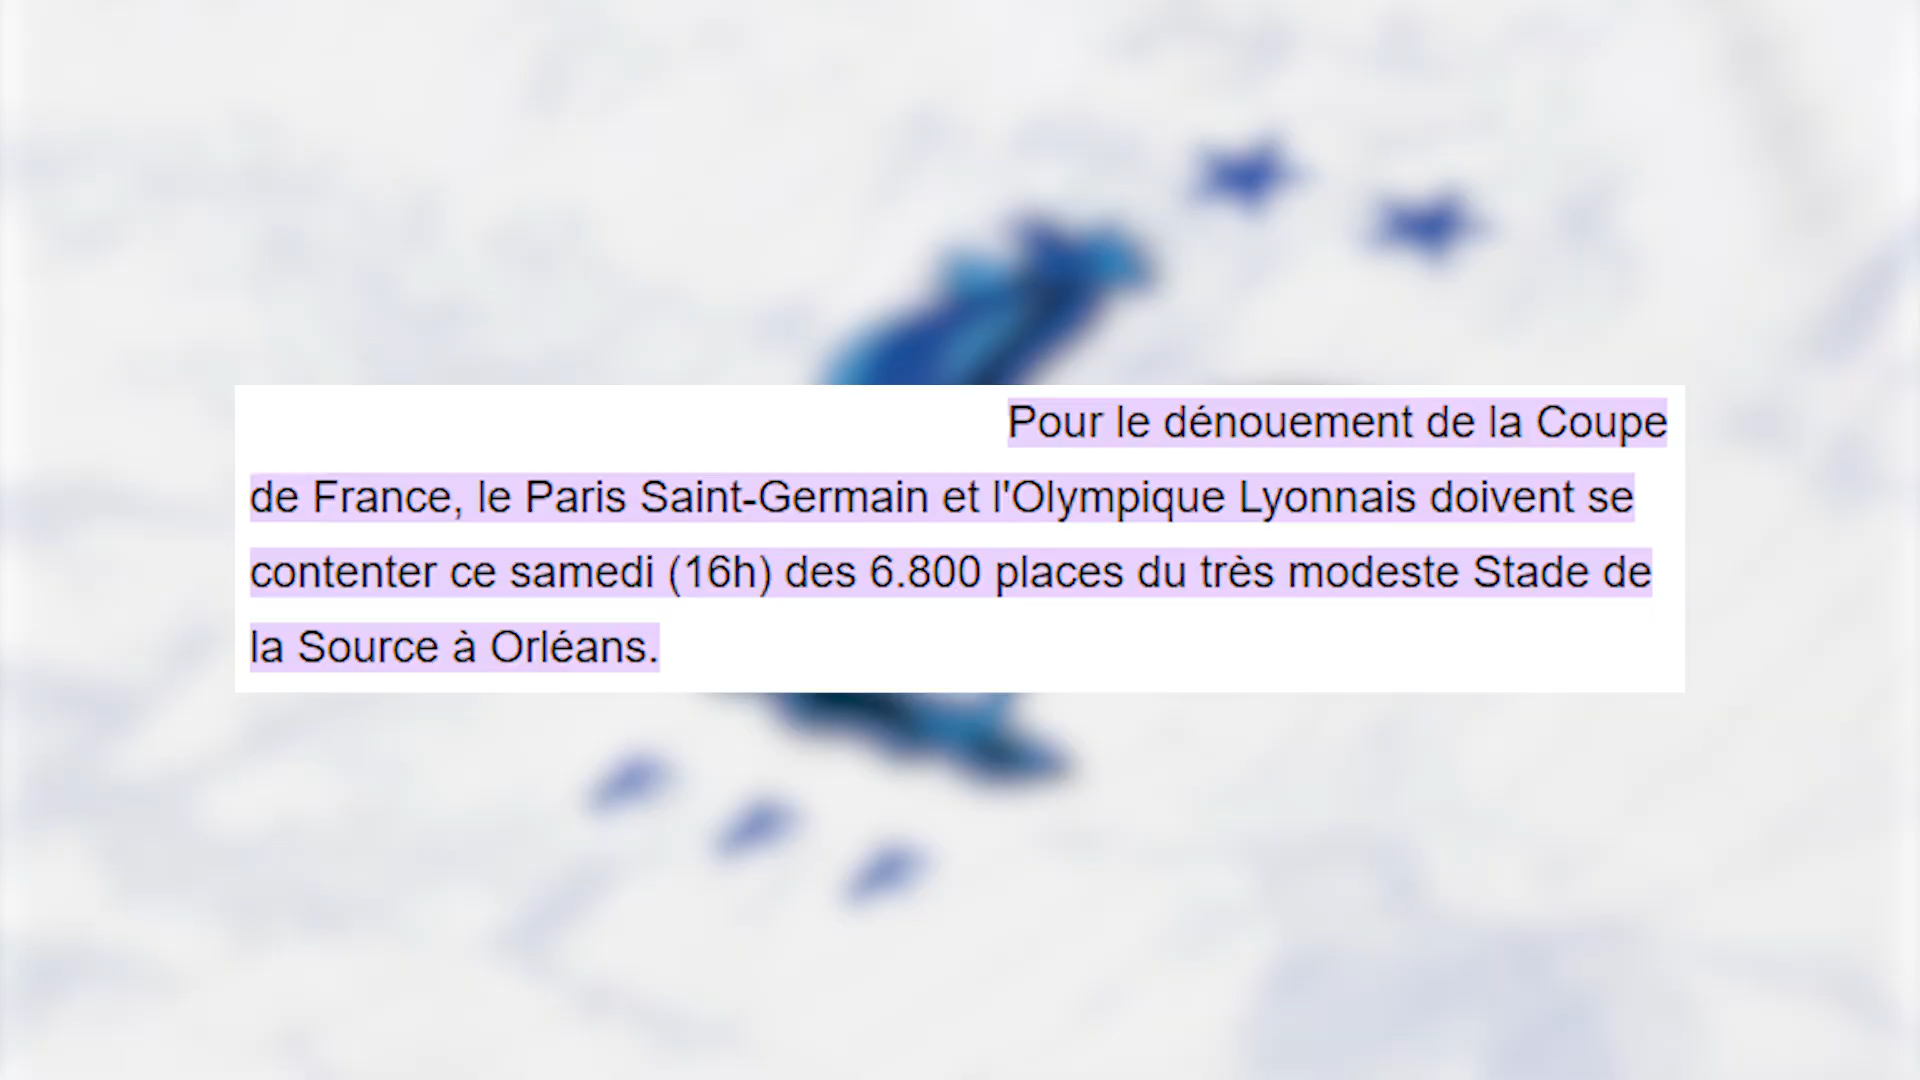 Pour le dénouement de la Coupe
de France, le Paris Saint-Germain et l'Olympique Lyonnais doivent se
contenter ce samedi (16h) des 6.800 places du très modeste Stade de
la Source à Orléans.